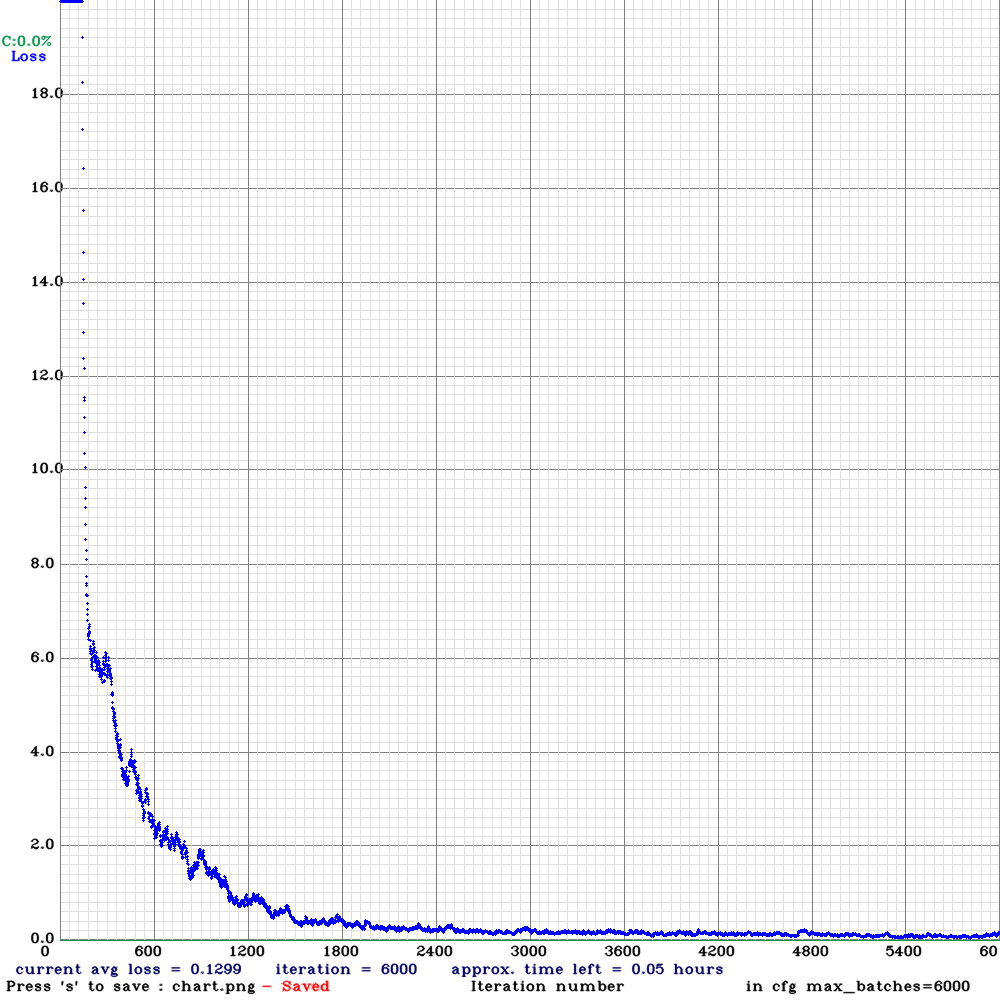 C:0.0%
Loss
18.0
16.0
14.0
12.0
10.0
8.0
6.0
4.0
2.0
0.0
0 600 1200 1800 2400 3000 3600 4200 4800 5400 60
current avg loss = 0.1299 iteration = 6000 approx. time left = 0.05 hours
Press 's' to save : chart.png - Saved Iteration number in cfg max_batches=6000